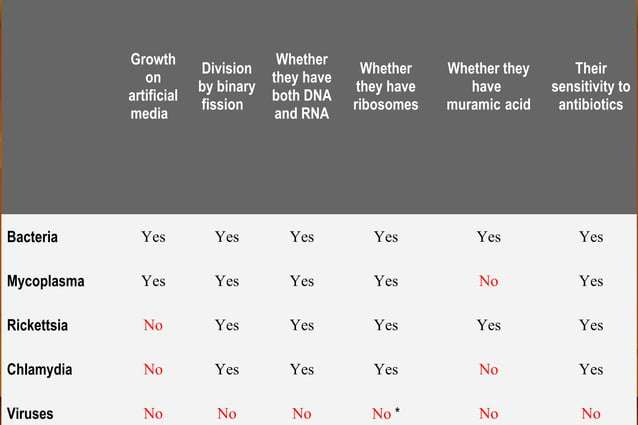 Growth on artificial media	Division by binary fission	Whether they have both DNA and RNA	Whether they have ribosomes	Whether they have muramic acid	Their sensitivity to antibiotics
Bacteria	Yes	Yes	Yes	Yes	Yes	Yes
Mycoplasma	Yes	Yes	Yes	Yes	No	Yes
Rickettsia	No	Yes	Yes	Yes	Yes	Yes
Chlamydia	No	Yes	Yes	Yes	No	Yes
Viruses	No	No	No	No *	No	No